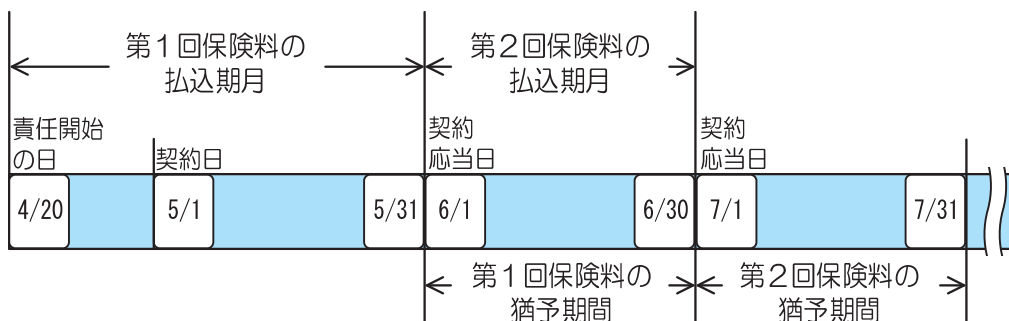 第1回保険料の
払込期月
第2回保険料の
払込期月
責任開始
の日
契約日
契約
応当日
契約
応当日
4/20
5/1
5/31
6/1
6/30
7/1
7/31
第1回保険料の
猶予期間
第2回保険料の
猶予期間